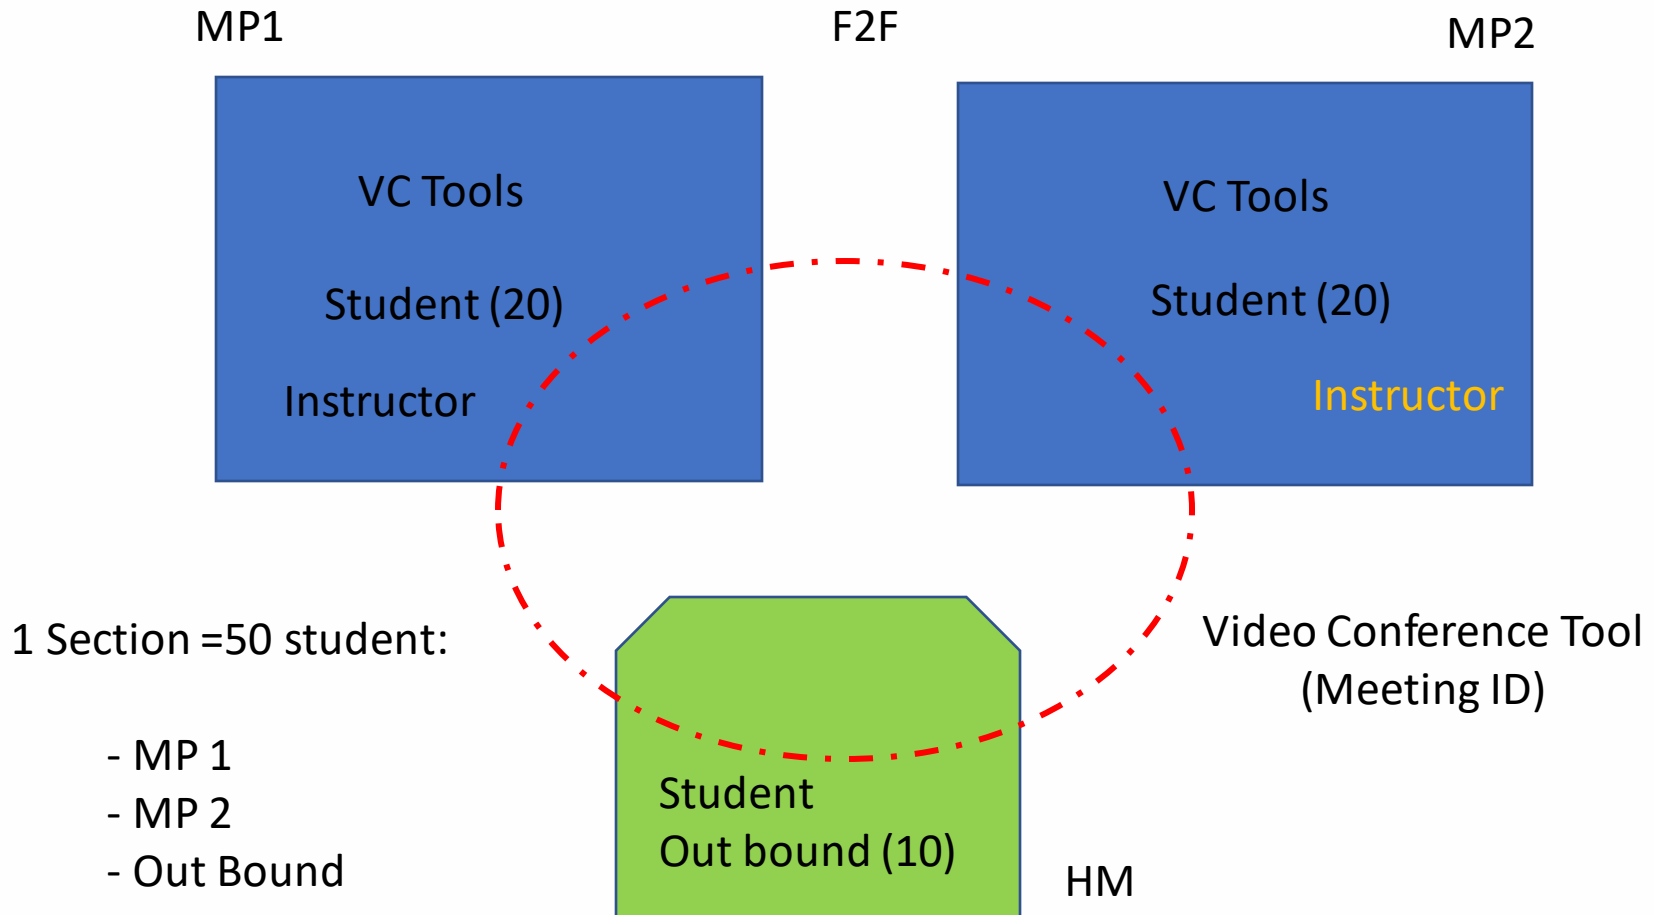 MP1
F2F
MP2
VC Tools
Student (20)
Instructor
VC Tools
Student (20)
Instructor
1 Section =50 student:
- MP 1
- MP 2
- Out Bound
Student
Out bound (10)
HM
Video Conference Tool
(Meeting ID)